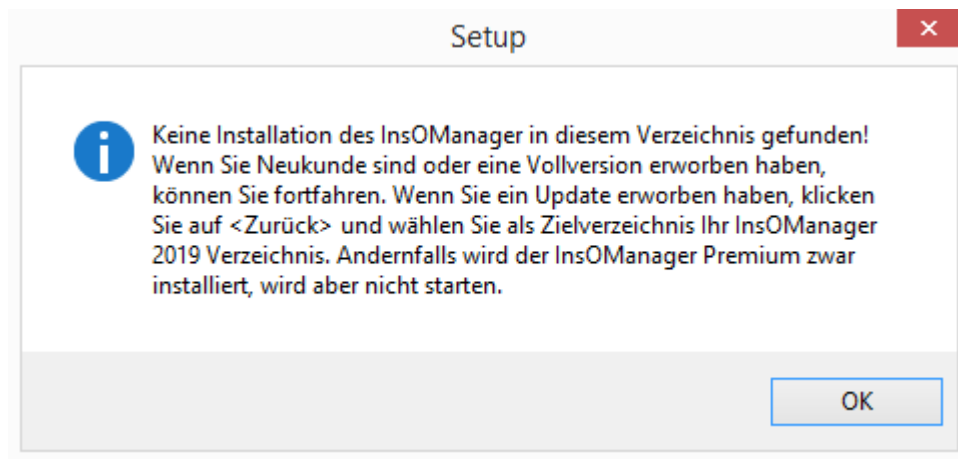 Setup
Keine Installation des InsOManager in diesem Verzeichnis gefunden!
Wenn Sie Neukunde sind oder eine Vollversion erworben haben,
können Sie fortfahren. Wenn Sie ein Update erworben haben, klicken
Sie auf <Zurück> und wählen Sie als Zielverzeichnis Ihr InsOManager
2019 Verzeichnis. Andernfalls wird der InsOManager Premium zwar
installiert, wird aber nicht starten.
OK